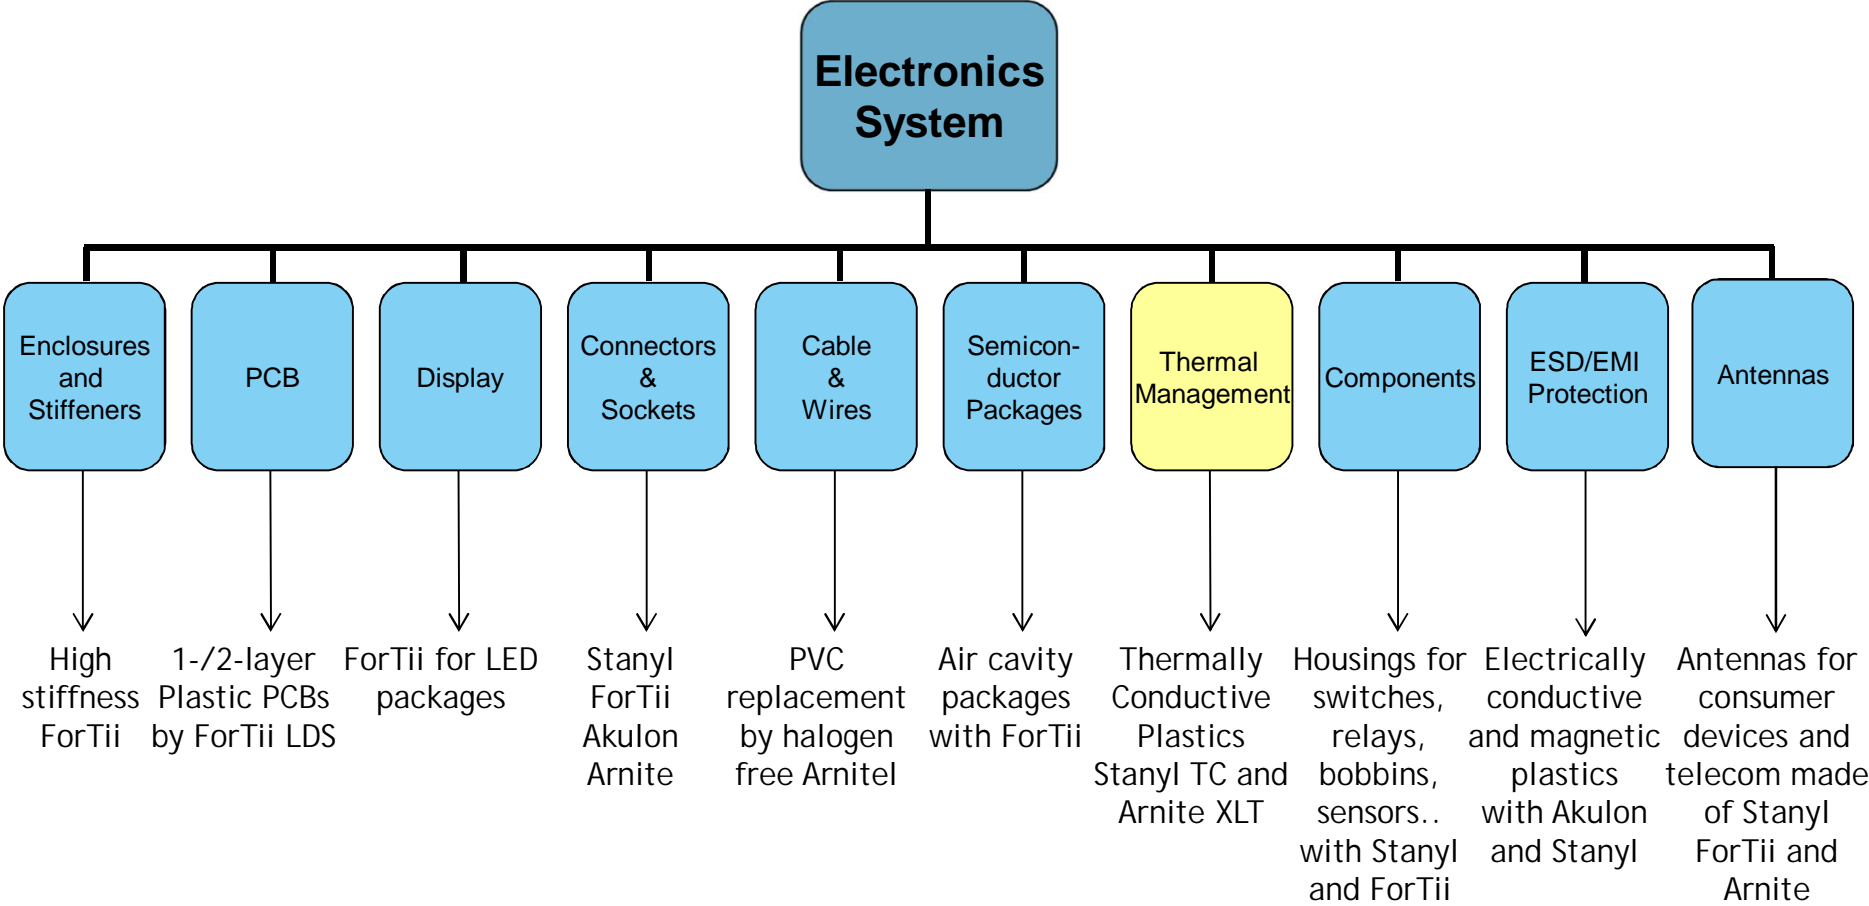 Electronics
System
Enclosures
and
Stiffeners
PCB
Display
Connectors
&
Sockets
Cable
&
Wires
Semicon-
ductor
Packages
Thermal
Management
Components
ESD/EMI
Protection
Antennas
High
stiffness
ForTii
1-/2-layer
Plastic PCBs
by ForTii LDS
ForTii for LED
packages
Stanyl
ForTii
Akulon
Arnite
PVC
replacement
by halogen
free Arnitel
Air cavity
packages
with ForTii
Thermally
Conductive
Plastics
Stanyl TC and
Arnite XLT
Housings for
switches,
relays,
bobbins,
sensors..
with Stanyl
and ForTii
Electrically
conductive
and magnetic
plastics
with Akulon
and Stanyl
Antennas for
consumer
devices and
telecom made
of Stanyl
ForTii and
Arnite